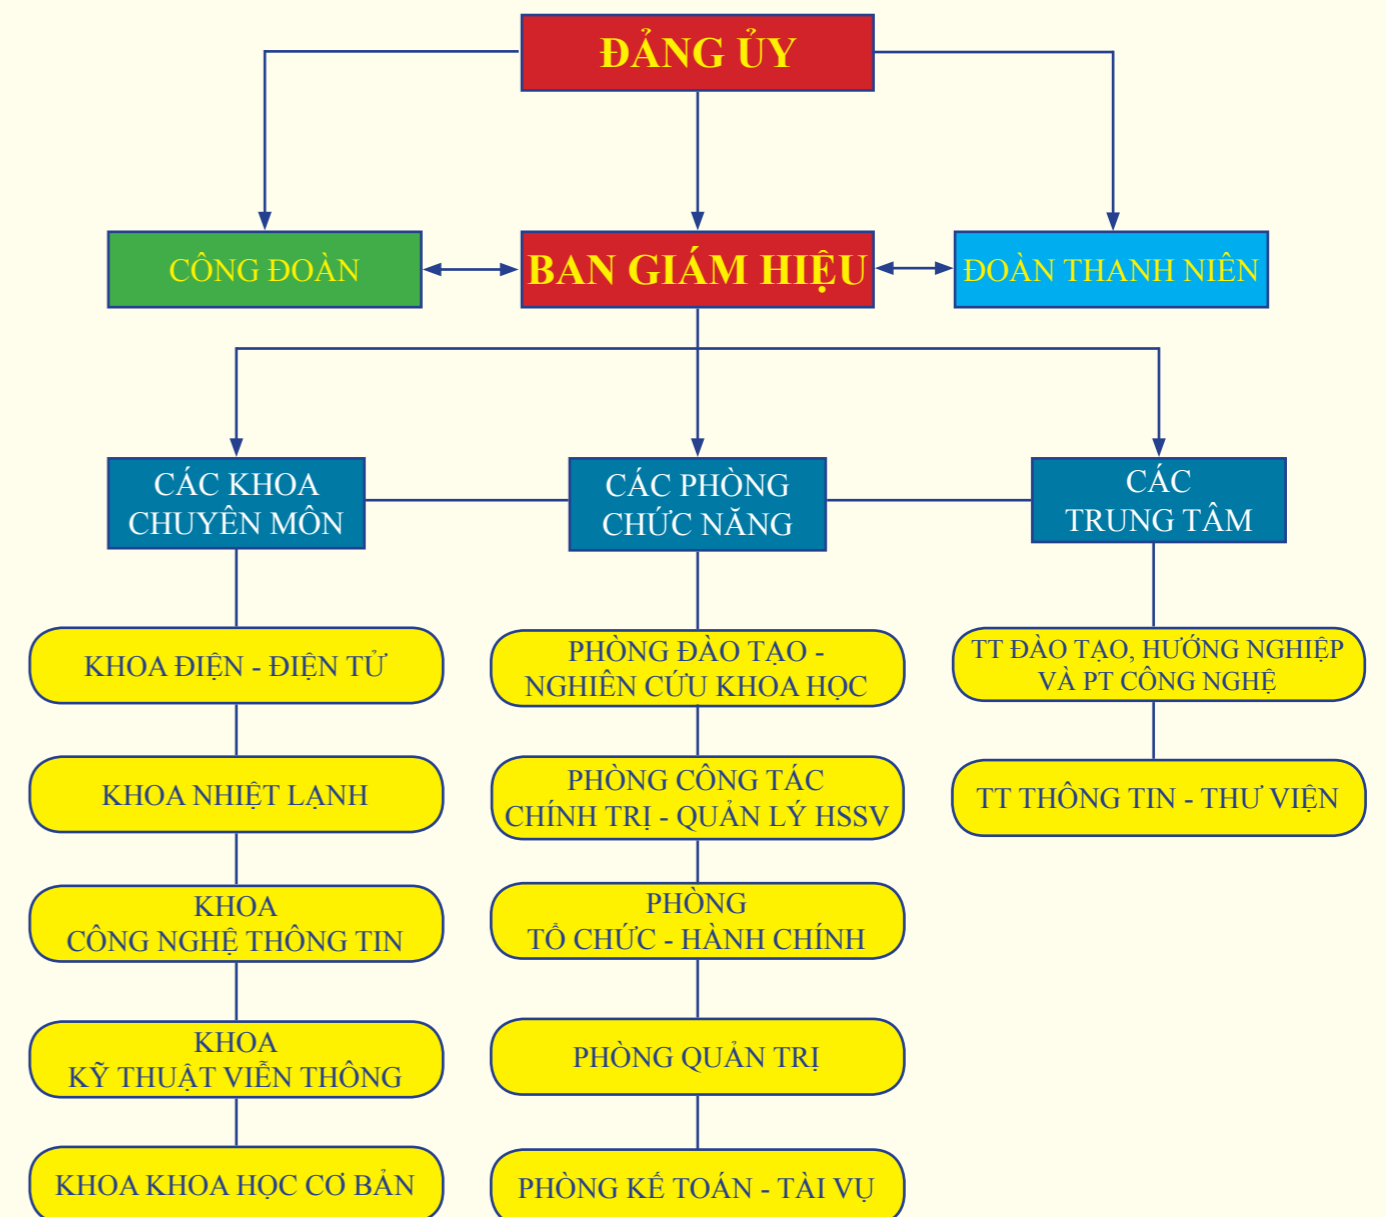 ĐẢNG ỦY
CÔNG ĐOÀN
BAN GIÁM HIỆU
ĐOÀN THANH NIÊN
CÁC KHOA
CHUYÊN MÔN
CÁC PHÒNG
CHỨC NĂNG
CÁC
TRUNG TÂM
KHOA ĐIỆN - ĐIỆN TỬ
KHOA NHIỆT LẠNH
KHOA
CÔNG NGHỆ THÔNG TIN
KHOA
KỸ THUẬT VIỄN THÔNG
KHOA KHOA HỌC CƠ BẢN
PHÒNG ĐÀO TẠO -
NGHIÊN CỨU KHOA HỌC
PHÒNG CÔNG TÁC
CHÍNH TRỊ - QUẢN LÝ HSSV
PHÒNG
TỔ CHỨC - HÀNH CHÍNH
PHÒNG QUẢN TRỊ
PHÒNG KẾ TOÁN - TÀI VỤ
TT ĐÀO TẠO, HƯỚNG NGHIỆP
VÀ PT CÔNG NGHỆ
TT THÔNG TIN - THƯ VIỆN